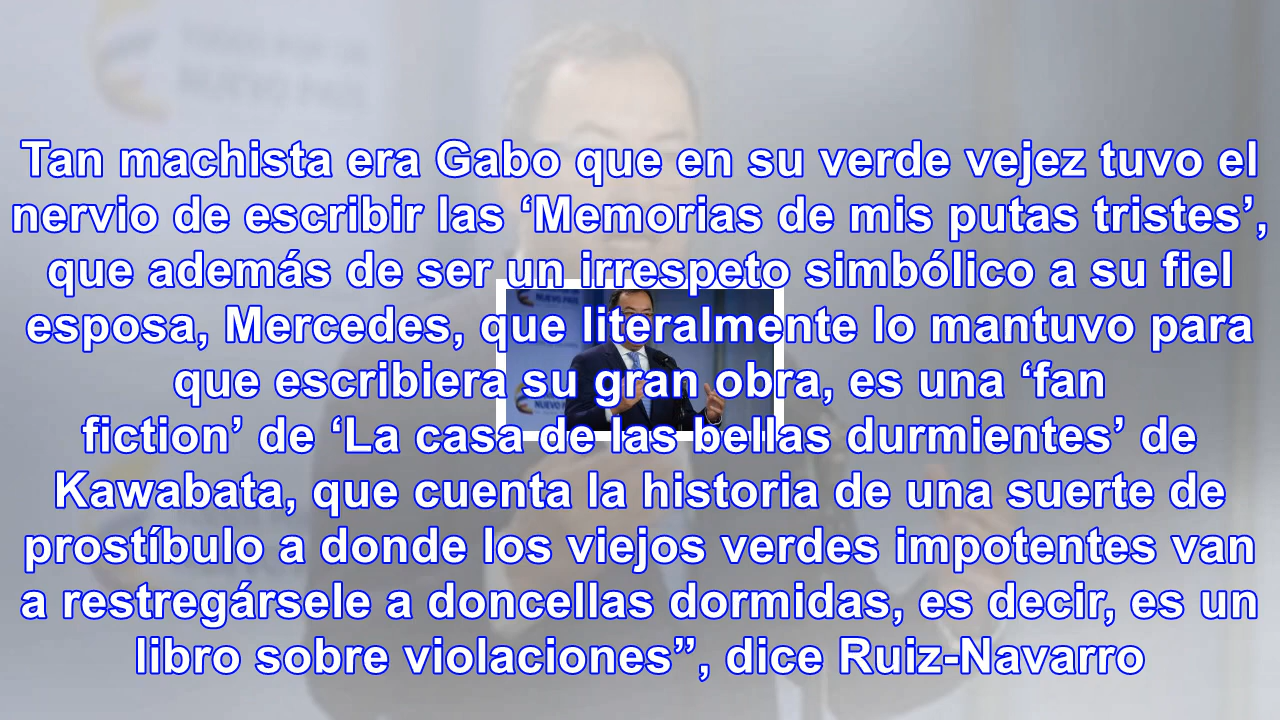 NUEVO PAÍS
Tan machista era Gabo que en su verde vejez tuvo el
nervio de escribir las ‘Memorias de mis putas tristes’,
que además de ser un irrespeto simbólico a su fiel
esposa, Mercedes, que literalmente lo mantuvo para
que escribiera su gran obra, es una ‘fan
fiction’ de ‘La casa de las bellas durmientes’ de
Kawabata, que cuenta la historia de una suerte de
prostíbulo a donde los viejos verdes impotentes van
a restregársele a doncellas dormidas, es decir, es un
libro sobre violaciones”, dice Ruiz-Navarro